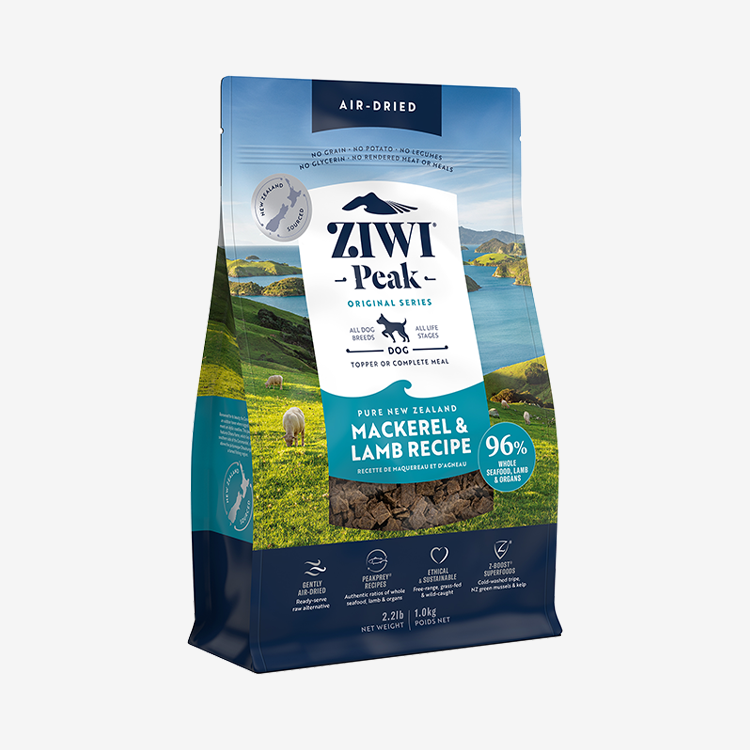 AIR-DRIED
NO GRAIN • NO POTATO • NO LEGUMES
NO GLYCERIN • NO RENDERED MEAT OR MEALS
NEW ZEALAND
SOURCED
ZIWI®
Peak
ORIGINAL SERIES
ALL DOG
BREEDS
ALL LIFE
STAGES
DOG
TOPPER OR COMPLETE MEAL
PURE NEW ZEALAND
MACKEREL &
LAMB RECIPE
RECETTE DE MAQUEREAU ET D'AGNEAU
96%
WHOLE
SEAFOOD, LAMB
& ORGANS
NEW ZEALAND
SOURCED
GENTLY
AIR-DRIED
Ready-serve
raw alternative
PEAKPREY®
RECIPES
Authentic ratios of whole
seafood, lamb & organs
ETHICAL
& SUSTAINABLE
Free-range, grass-fed
& wild-caught
Z-BOOST®
SUPERFOODS
Cold-washed tripe,
NZ green mussels & kelp
2.2lb
NET WEIGHT
1.0kg
POIDS NET